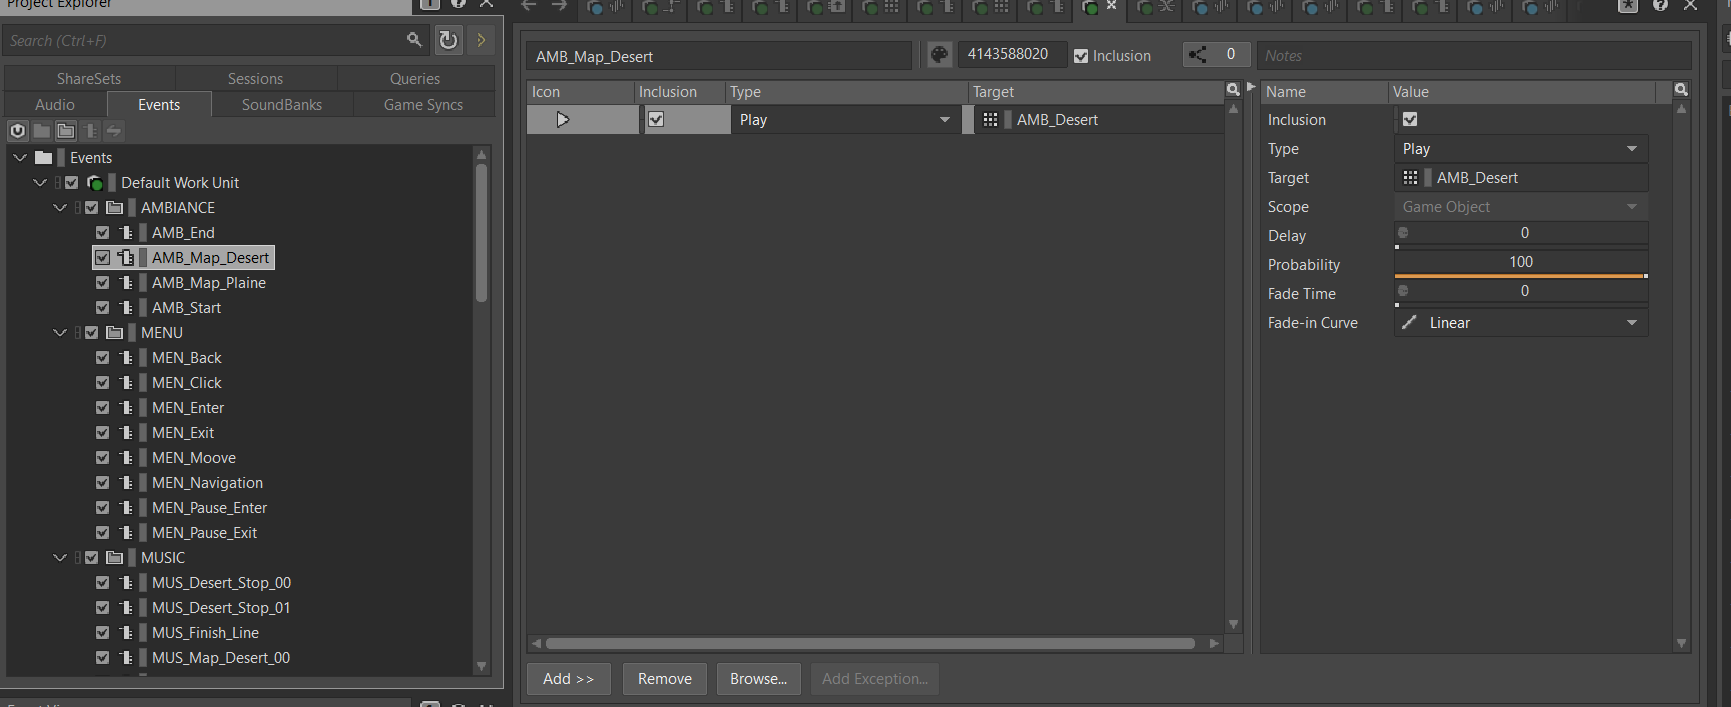 Project Explorer
Search (Ctrl+F)
ShareSets Sessions Queries
Audio Events SoundBanks Game Syncs
Events
Default Work Unit
AMBIANCE
AMB_End
AMB_Map_Desert
AMB_Map_Plaine
AMB_Start
MENU
MEN_Back
MEN_Click
MEN_Enter
MEN_Exit
MEN_Moove
MEN_Navigation
MEN_Pause_Enter
MEN_Pause_Exit
MUSIC
MUS_Desert_Stop_00
MUS_Desert_Stop_01
MUS_Finish_Line
MUS_Map_Desert_00
AMB_Map_Desert 4143588020 Inclusion 0 Notes
Icon Inclusion Type Target
Play AMB_Desert
Add >> Remove Browse... Add Exception...
Name Value
Inclusion
Type Play
Target AMB_Desert
Scope Game Object
Delay 0
Probability 100
Fade Time 0
Fade-in Curve Linear